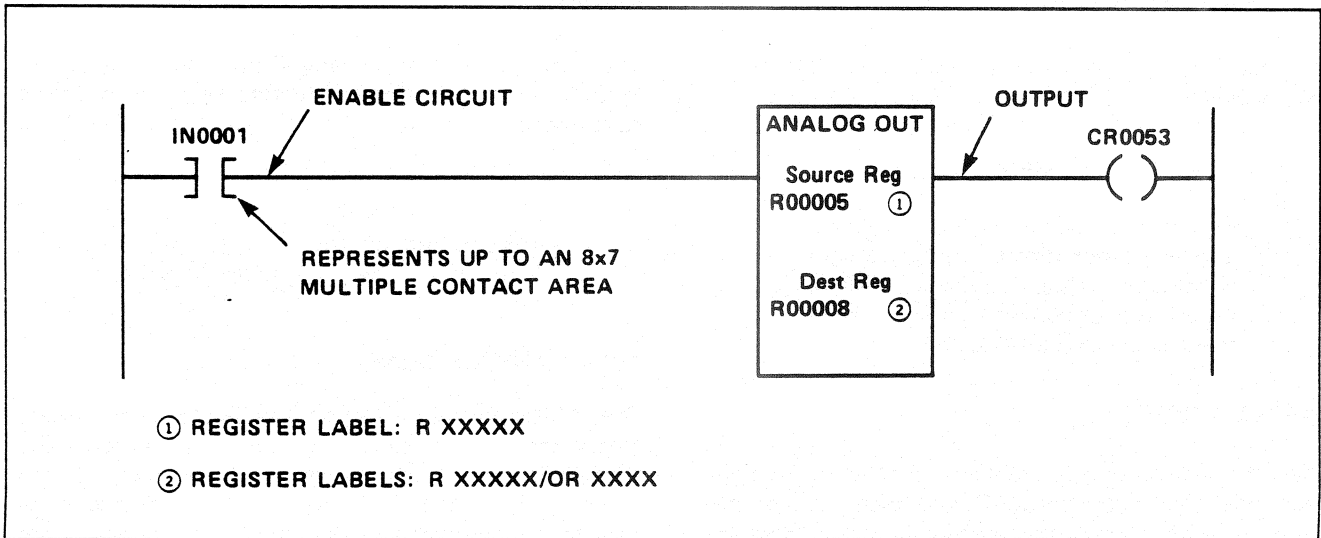 ENABLE CIRCUIT
IN0001
REPRESENTS UP TO AN 8x7
MULTIPLE CONTACT AREA
ANALOG OUT
Source Reg
R00005 ①
Dest Reg
R00008 ②
OUTPUT
CR0053
① REGISTER LABEL: R XXXXX
② REGISTER LABELS: R XXXXX/OR XXXX